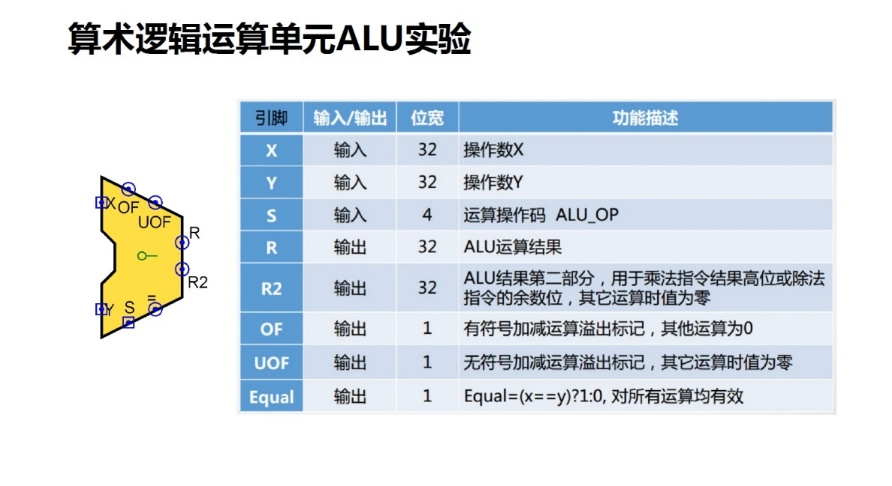 算术逻辑运算单元ALU实验
引脚 输入/输出 位宽 功能描述
X 输入 32 操作数X
Y 输入 32 操作数Y
S 输入 4 运算操作码 ALU_OP
R 输出 32 ALU运算结果
R2 输出 32 ALU结果第二部分，用于乘法指令结果高位或除法
指令的余数位，其它运算时值为零
OF 输出 1 有符号加减运算溢出标记，其他运算为0
UOF 输出 1 无符号加减运算溢出标记，其它运算时值为零
Equal 输出 1 Equal=(x==y)?1:0, 对所有运算均有效
X OF
UOF
R
R2
Y S =